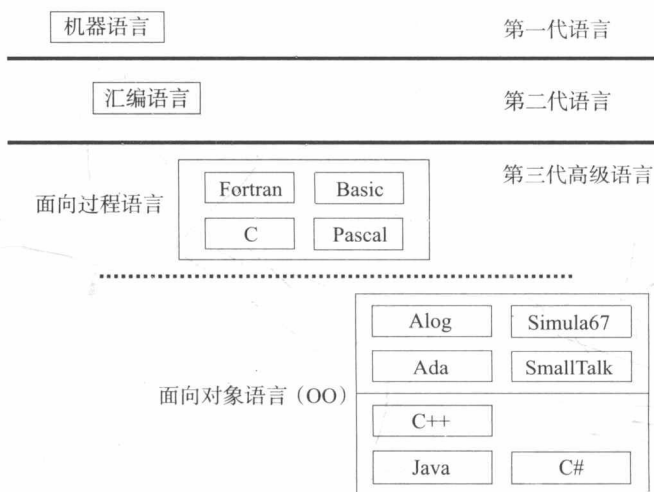 机器语言 第一代语言
汇编语言 第二代语言
第三代高级语言
Fortran Basic
面向过程语言
C Pascal
Alog Simula67
Ada SmallTalk
面向对象语言（OO）
C++
Java C#